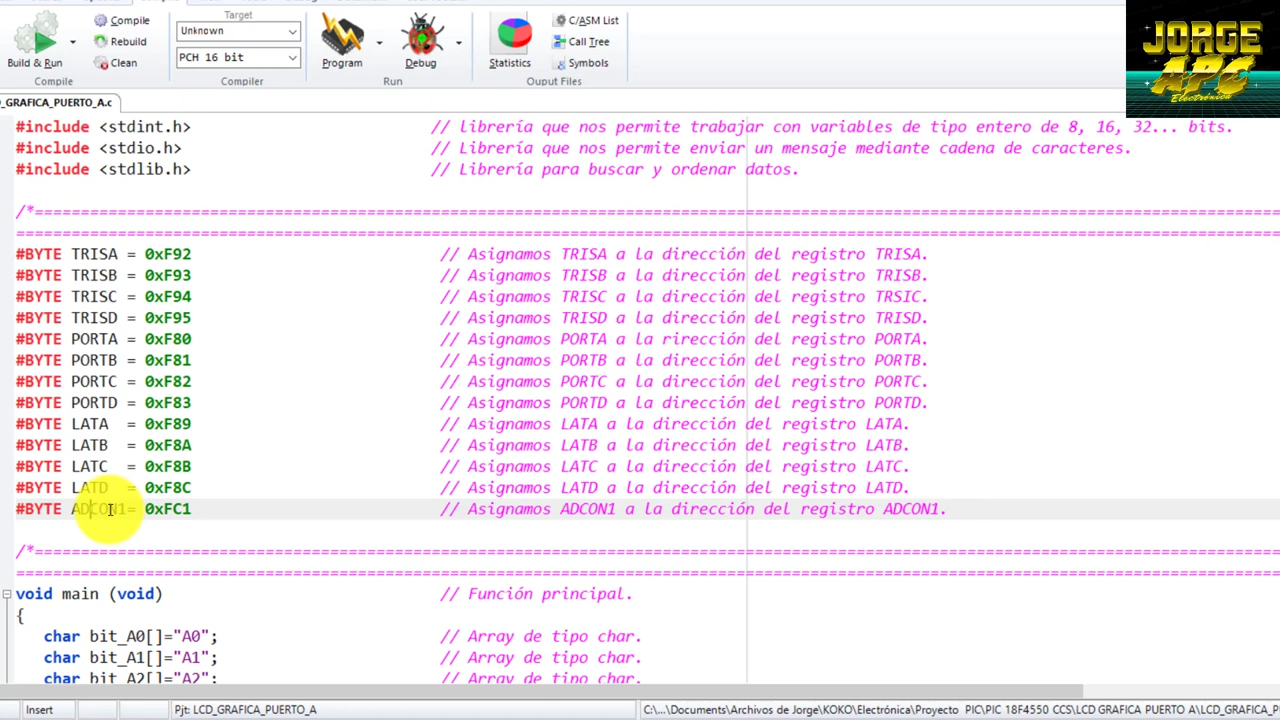 Compile
Rebuild
Clean
Build & Run
Compile
Target
Unknown
PCH 16 bit
Compiler
Program
Debug
Run
Statistics
C/ASM List
Call Tree
Symbols
Ouput Files
JORGE
APC
Electrónica
_GRAFICA_PUERTO_A.c
#include <stdint.h> // librería que nos permite trabajar con variables de tipo entero de 8, 16, 32... bits.
#include <stdio.h> // Librería que nos permite enviar un mensaje mediante cadena de caracteres.
#include <stdlib.h> // Librería para buscar y ordenar datos.
/*==========================================================================================================================================
==========================================================================================================================================
#BYTE TRISA = 0xF92 // Asignamos TRISA a la dirección del registro TRISA.
#BYTE TRISB = 0xF93 // Asignamos TRISB a la dirección del registro TRISB.
#BYTE TRISC = 0xF94 // Asignamos TRISC a la dirección del registro TRSIC.
#BYTE TRISD = 0xF95 // Asignamos TRISD a la dirección del registro TRISD.
#BYTE PORTA = 0xF80 // Asignamos PORTA a la rirección del registro PORTA.
#BYTE PORTB = 0xF81 // Asignamos PORTB a la dirección del registro PORTB.
#BYTE PORTC = 0xF82 // Asignamos PORTC a la dirección del registro PORTC.
#BYTE PORTD = 0xF83 // Asignamos PORTD a la dirección del registro PORTD.
#BYTE LATA = 0xF89 // Asignamos LATA a la dirección del registro LATA.
#BYTE LATB = 0xF8A // Asignamos LATB a la dirección del registro LATB.
#BYTE LATC = 0xF8B // Asignamos LATC a la dirección del registro LATC.
#BYTE LATD = 0xF8C // Asignamos LATD a la dirección del registro LATD.
#BYTE ADCON1= 0xFC1 // Asignamos ADCON1 a la dirección del registro ADCON1.
/*==========================================================================================================================================
==========================================================================================================================================
void main (void) // Función principal.
{
char bit_A0[]="A0"; // Array de tipo char.
char bit_A1[]="A1"; // Array de tipo char.
char bit_A2[]="A2"; // Array de tipo char.
Insert
Pjt: LCD_GRAFICA_PUERTO_A
C:\...\Documents\Archivos de Jorge\KOKO\Electrónica\Proyecto PIC\PIC 18F4550 CCS\LCD GRAFICA PUERTO A\LCD_GRAFICA_P